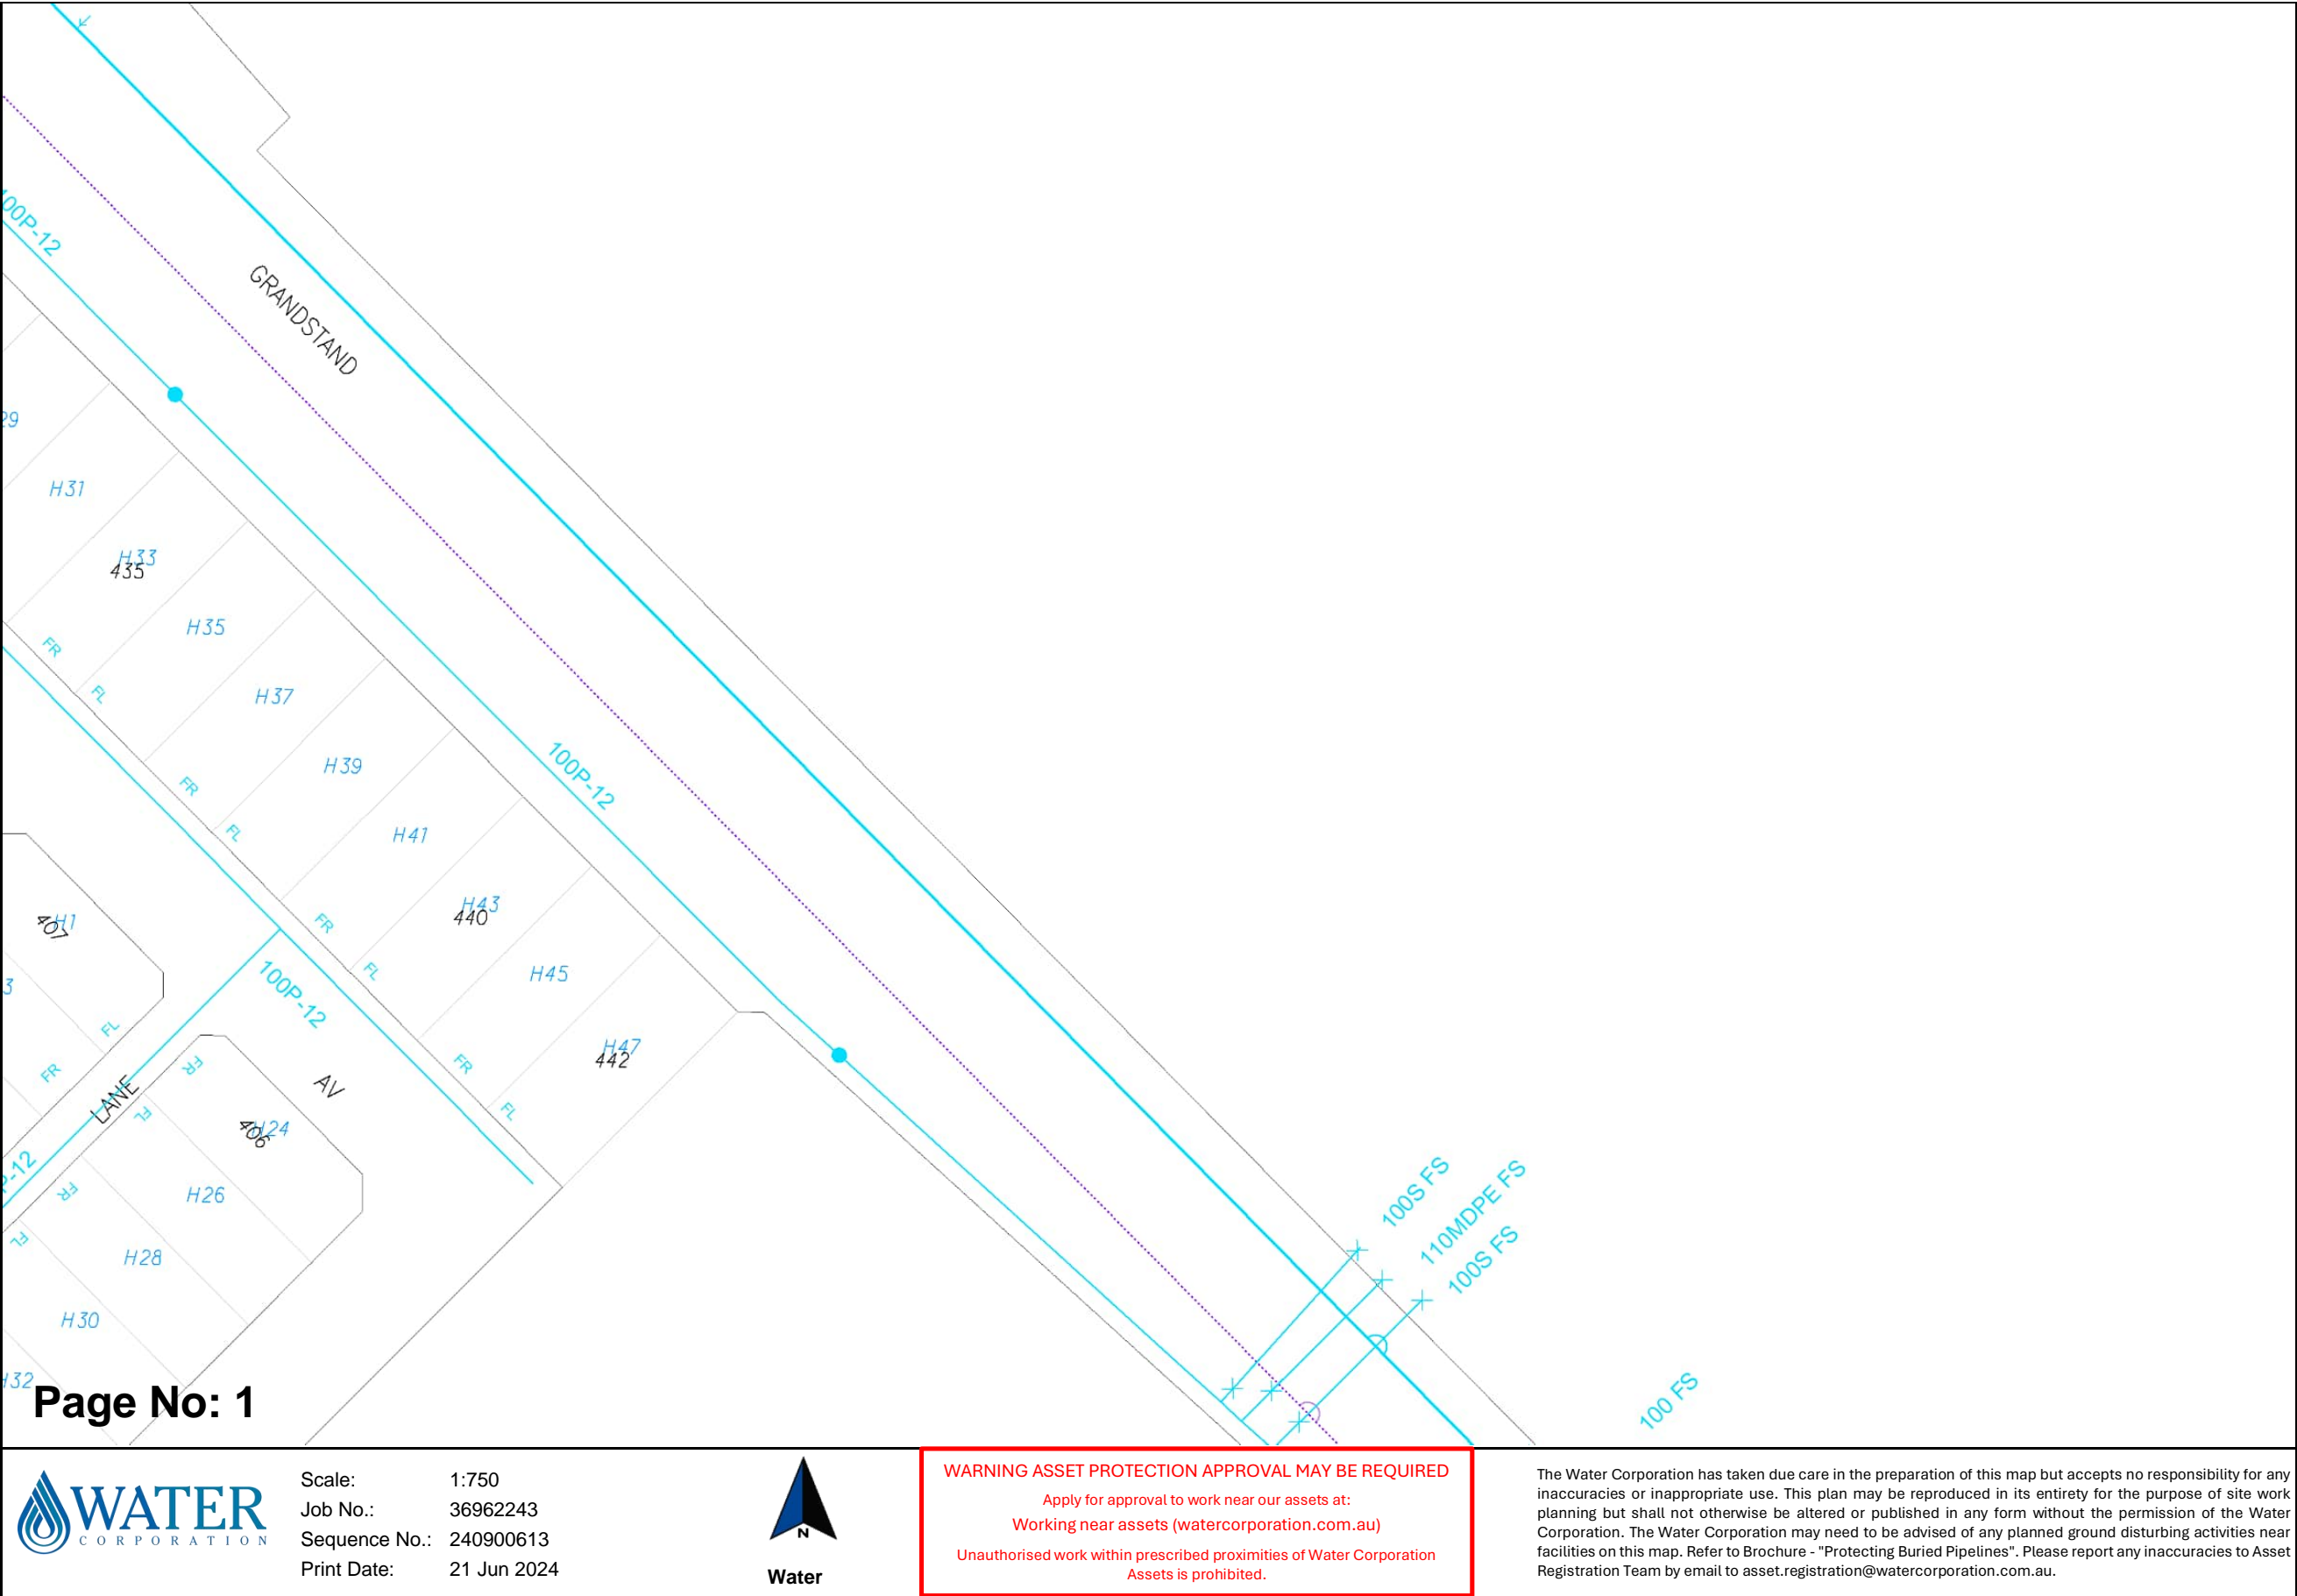 100P-12
GRANDSTAND
29
H31
H33
435
H35
FR
FL
H37
H39
100P-12
FR
FL
H41
H43
440
FR
FL
H1
407
3
100P-12
H45
FL
FR
FR
FL
LANE
AV
H47
442
FR
FL
H24
406
P-12
FR
FL
H26
H28
H30
H32
100S FS
110MDPE FS
100S FS
100 FS
Page No: 1
WATER
CORPORATION
Scale: 1:750
Job No.: 36962243
Sequence No.: 240900613
Print Date: 21 Jun 2024
N
Water
WARNING ASSET PROTECTION APPROVAL MAY BE REQUIRED
Apply for approval to work near our assets at:
Working near assets (watercorporation.com.au)
Unauthorised work within prescribed proximities of Water Corporation
Assets is prohibited.
The Water Corporation has taken due care in the preparation of this map but accepts no responsibility for any
inaccuracies or inappropriate use. This plan may be reproduced in its entirety for the purpose of site work
planning but shall not otherwise be altered or published in any form without the permission of the Water
Corporation. The Water Corporation may need to be advised of any planned ground disturbing activities near
facilities on this map. Refer to Brochure - "Protecting Buried Pipelines". Please report any inaccuracies to Asset
Registration Team by email to asset.registration@watercorporation.com.au.